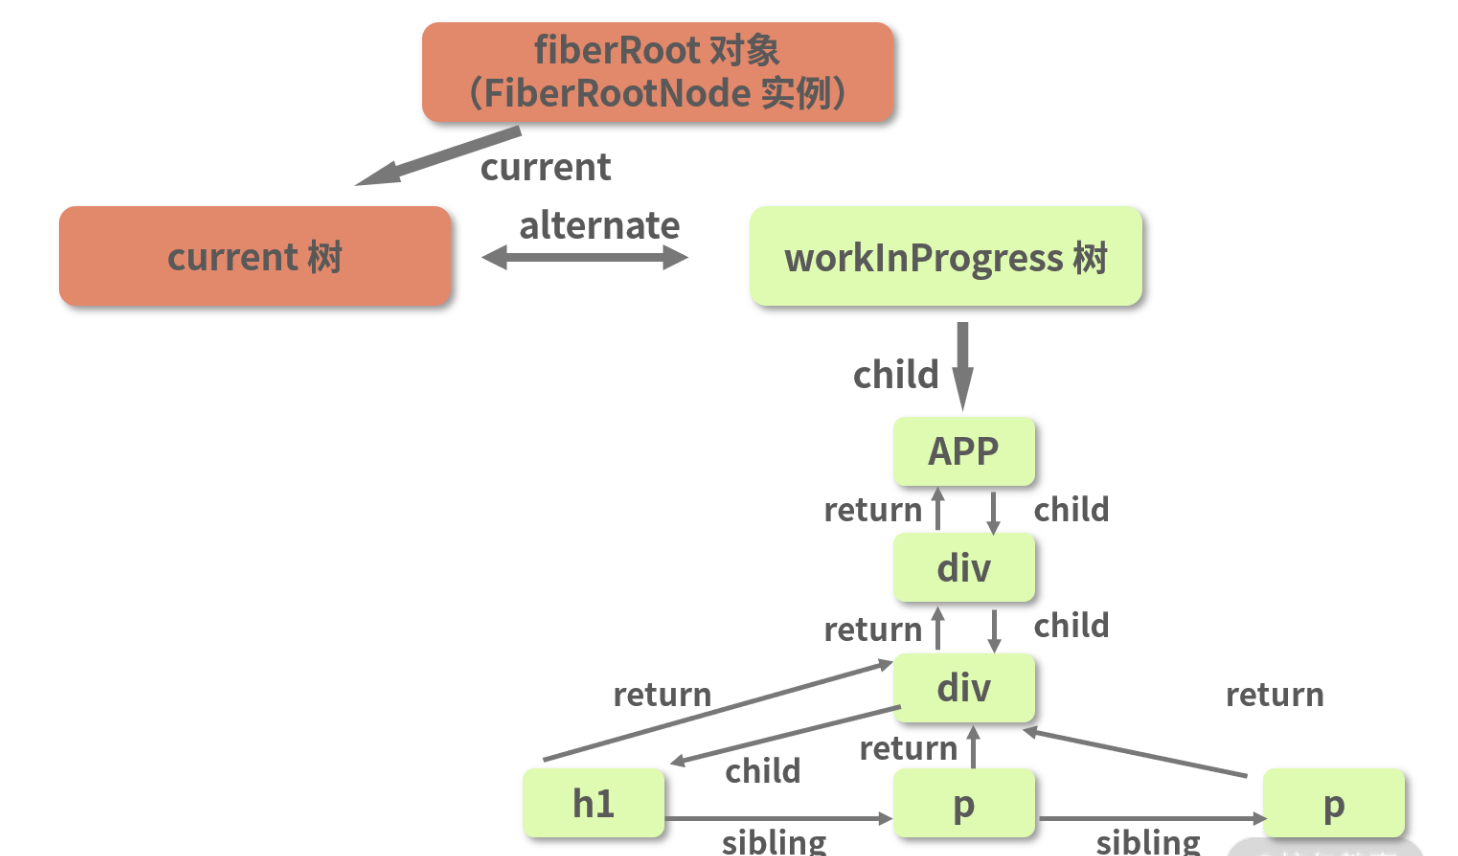 fiberRoot 对象
（FiberRootNode 实例）
current
alternate
current 树
workInProgress 树
child
APP
return
child
div
return
child
div
return
return
return
child
h1
p
p
sibling
sibling